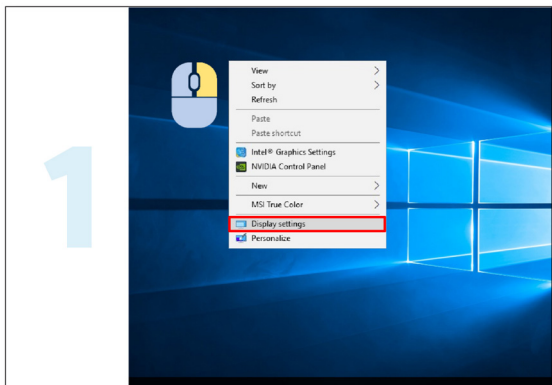 1
View
Sort by
Refresh
Paste
Paste shortcut
Intel® Graphics Settings
NVIDIA Control Panel
New
MSI True Color
Display settings
Personalize